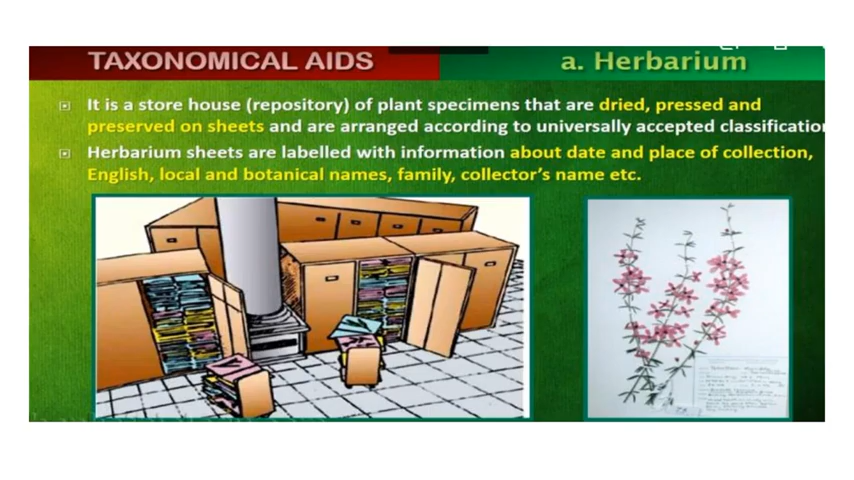 TAXONOMICAL AIDS
a. Herbarium
It is a store house (repository) of plant specimens that are dried, pressed and
preserved on sheets and are arranged according to universally accepted classification
Herbarium sheets are labelled with information about date and place of collection,
English, local and botanical names, family, collector's name etc.